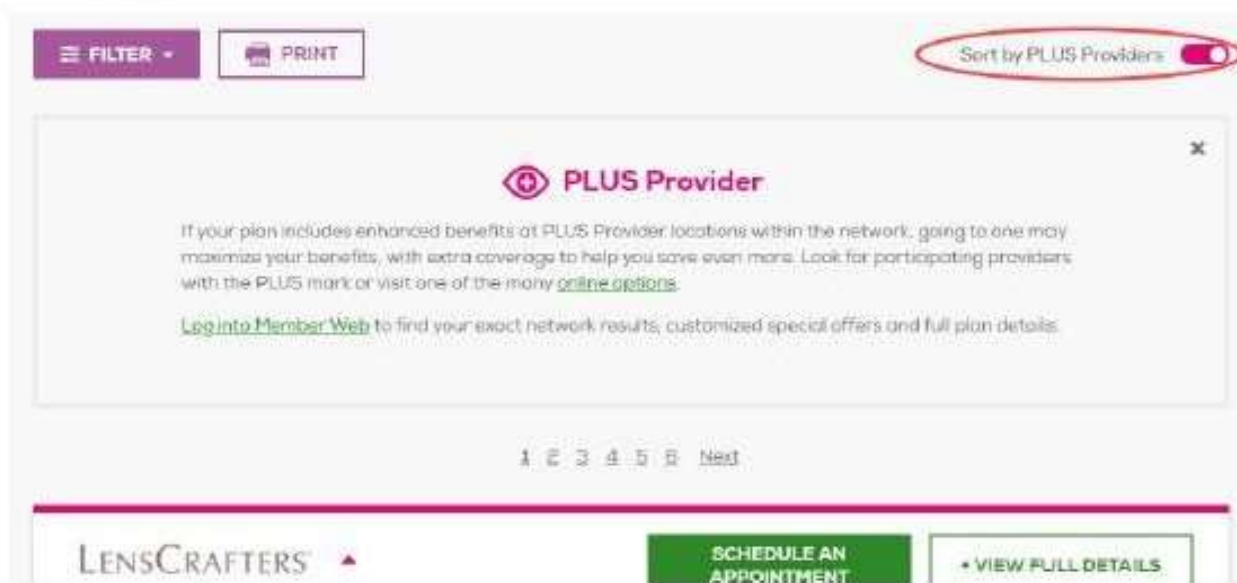 FILTER
PRINT
Sort by PLUS Providers
PLUS Provider
If your plan includes enhanced benefits at PLUS Provider locations within the network, going to one may
maximize your benefits, with extra coverage to help you save even more. Look for participating providers
with the PLUS mark or visit one of the many online options.
Log into Member Web to find your exact network results, customized special offers and full plan details.
1 2 3 4 5 6 Next
LENSCRAFTERS
SCHEDULE AN
APPOINTMENT
+ VIEW FULL DETAILS